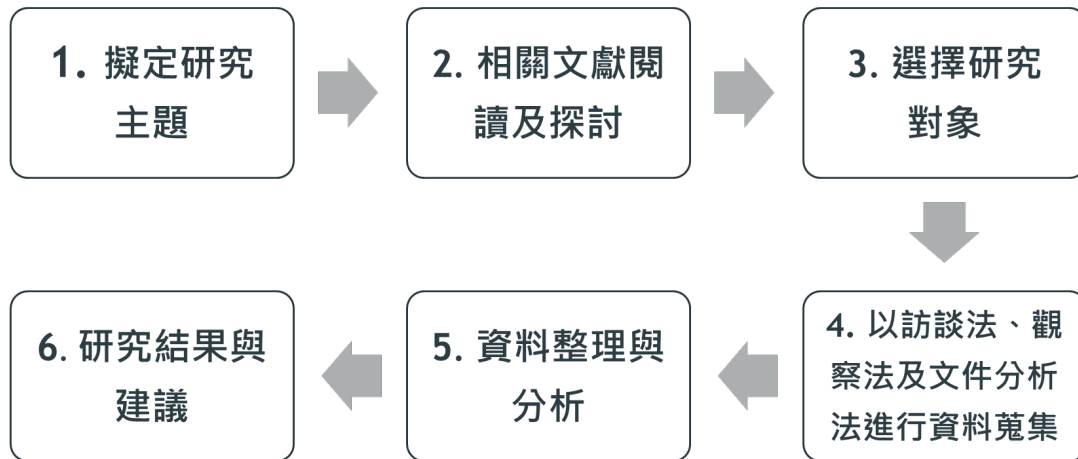 1. 擬定研究
主題
2. 相關文獻閱
讀及探討
3. 選擇研究
對象
4. 以訪談法、觀
察法及文件分析
法進行資料蒐集
5. 資料整理與
分析
6. 研究結果與
建議